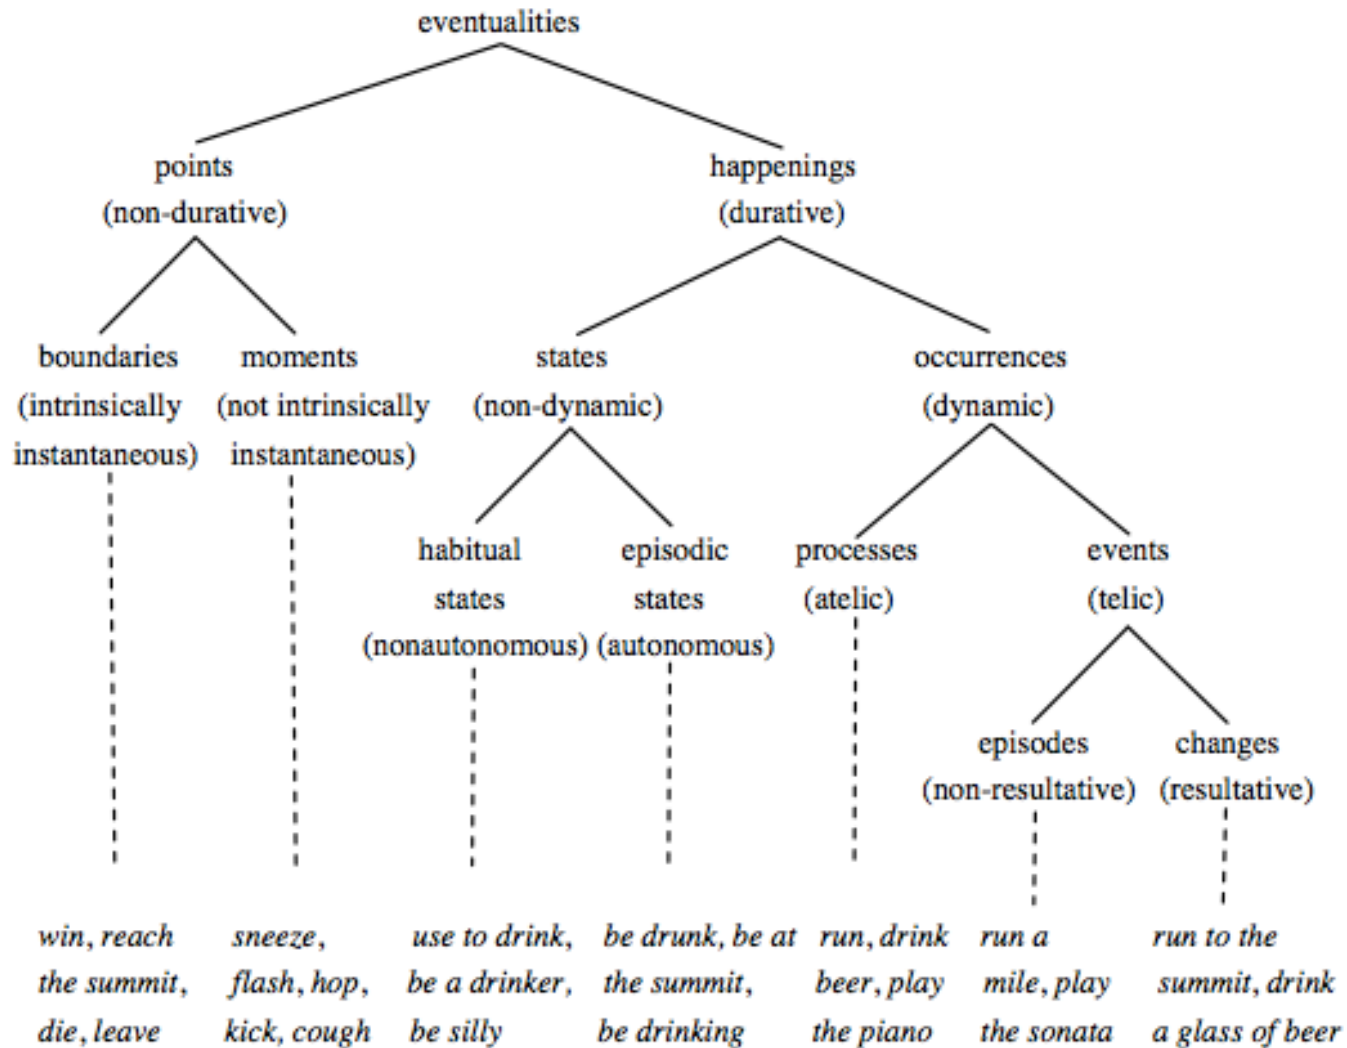 eventualities
points
happenings
(non-durative)
(durative)
boundaries
moments
states
occurrences
(intrinsically
(not intrinsically
(non-dynamic)
(dynamic)
instantaneous)
instantaneous)
habitual
episodic
processes
events
states
states
(atelic)
(telic)
(nonautonomous)
(autonomous)
episodes
changes
(non-resultative)
(resultative)
win, reach
the summit,
die, leave
sneeze,
flash, hop,
kick, cough
use to drink,
be a drinker,
be silly
be drunk, be at
the summit,
be drinking
run, drink
beer, play
the piano
run a
mile, play
the sonata
run to the
summit, drink
a glass of beer